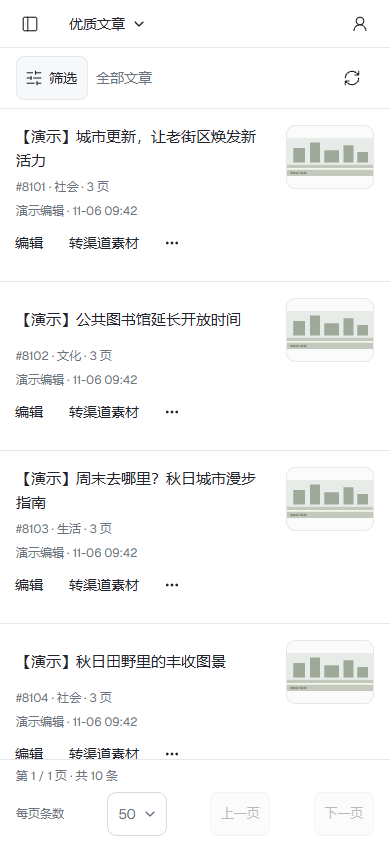 优质文章
筛选 全部文章
【演示】城市更新，让老街区焕发新
活力
#8101 · 社会 · 3 页
演示编辑 · 11-06 09:42
编辑 转渠道素材 ···
【演示】公共图书馆延长开放时间
#8102 · 文化 · 3 页
演示编辑 · 11-06 09:42
编辑 转渠道素材 ···
【演示】周末去哪里？秋日城市漫步
指南
#8103 · 生活 · 3 页
演示编辑 · 11-06 09:42
编辑 转渠道素材 ···
【演示】秋日田野里的丰收图景
#8104 · 社会 · 3 页
演示编辑 · 11-06 09:42
编辑 转渠道素材 ···
第 1 / 1 页 · 共 10 条
每页条数 50 上一页 下一页